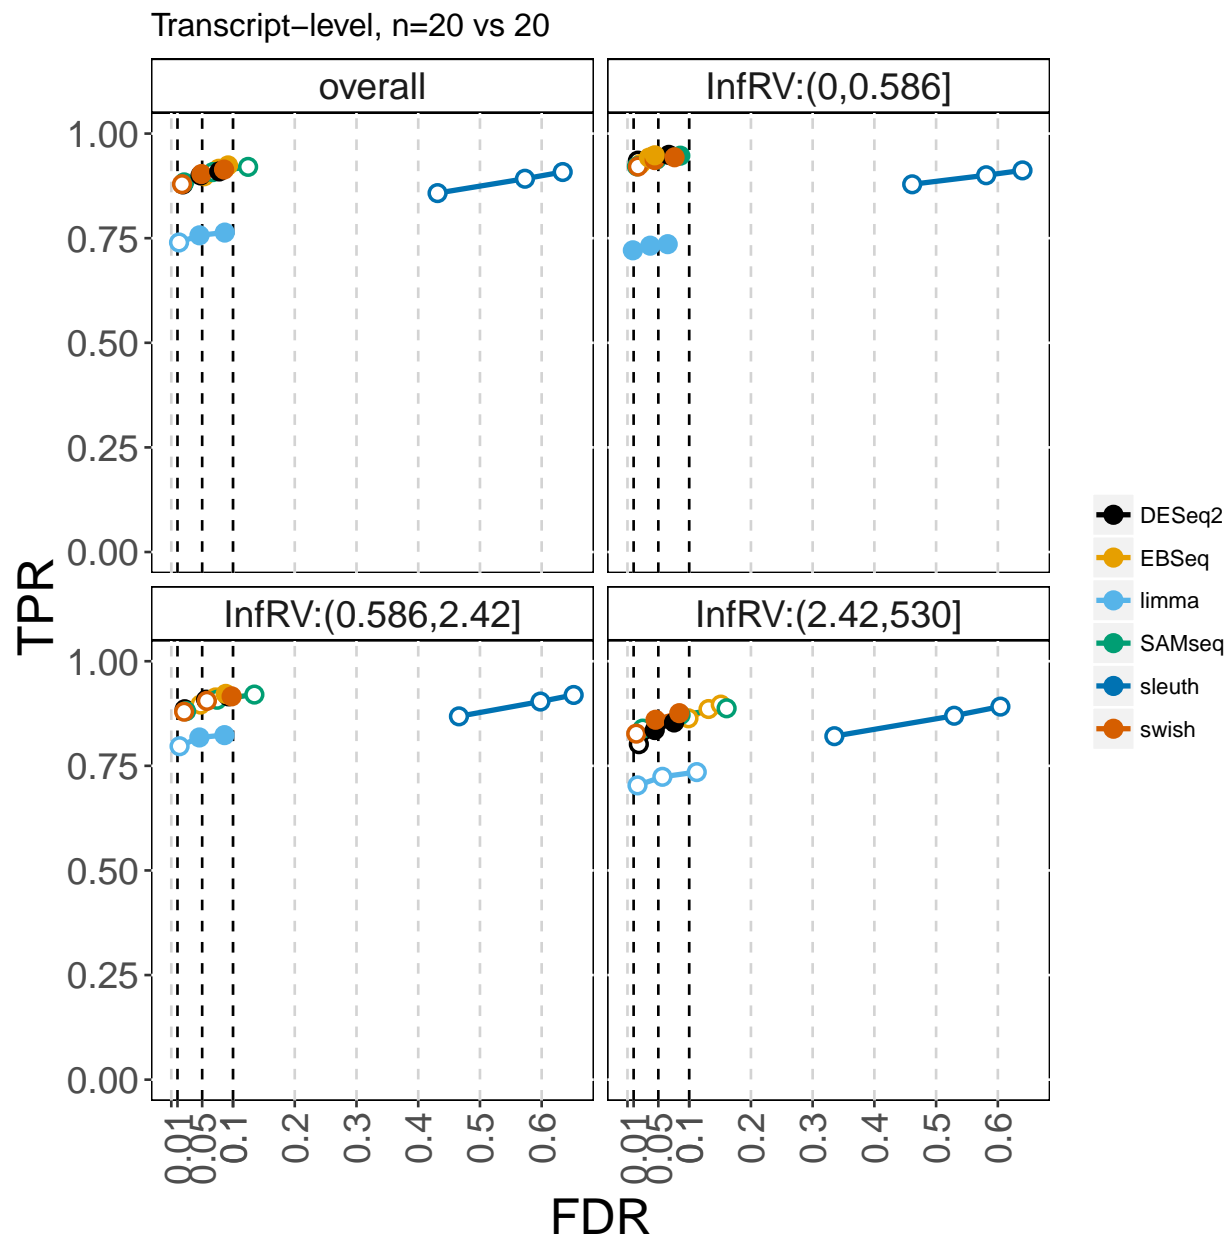 Transcript−level, n=20 vs 20
overall
InfRV:(0,0.586]
1.00
0.75
0.50
0.25
0.00
TPR
InfRV:(0.586,2.42]
InfRV:(2.42,530]
1.00
0.75
0.50
0.25
0.00
0.01
0.05
0.1
0.2
0.3
0.4
0.5
0.6
0.01
0.05
0.1
0.2
0.3
0.4
0.5
0.6
FDR
DESeq2
EBSeq
limma
SAMseq
sleuth
swish